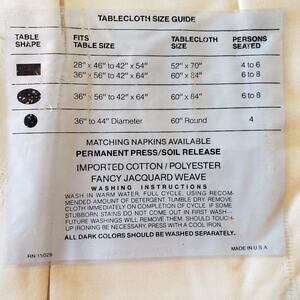 TABLECLOTH SIZE GUIDE
TABLE SHAPE FITS TABLE SIZE TABLECLOTH SIZE PERSONS SEATED
28" x 46" to 42" x 54" 52" x 70" 4 to 6
36" x 56" to 42" x 64" 60" x 84" 6 to 8
36" x 56" to 42" x 64" 60" x 84" 6 to 8
36" to 44" Diameter 60" Round 4
MATCHING NAPKINS AVAILABLE
PERMANENT PRESS/SOIL RELEASE
IMPORTED COTTON / POLYESTER
FANCY JACQUARD WEAVE
WASHING INSTRUCTIONS
WASH IN WARM WATER, FULL CYCLE, USING RECOM-
MENDED AMOUNT OF DETERGENT. TUMBLE DRY. REMOVE
CLOTH IMMEDIATELY ON COMPLETION OF CYCLE. IF SOME
STUBBORN STAINS DO NOT COME OUT IN FIRST WASH—
FUTURE WASHINGS WILL REMOVE THEM. SHOULD TOUCH-
UP IRONING BE NECESSARY, PRESS WITH A COOL IRON.
ALL DARK COLORS SHOULD BE WASHED SEPARATELY.
RN 11029 MADE IN U.S.A.